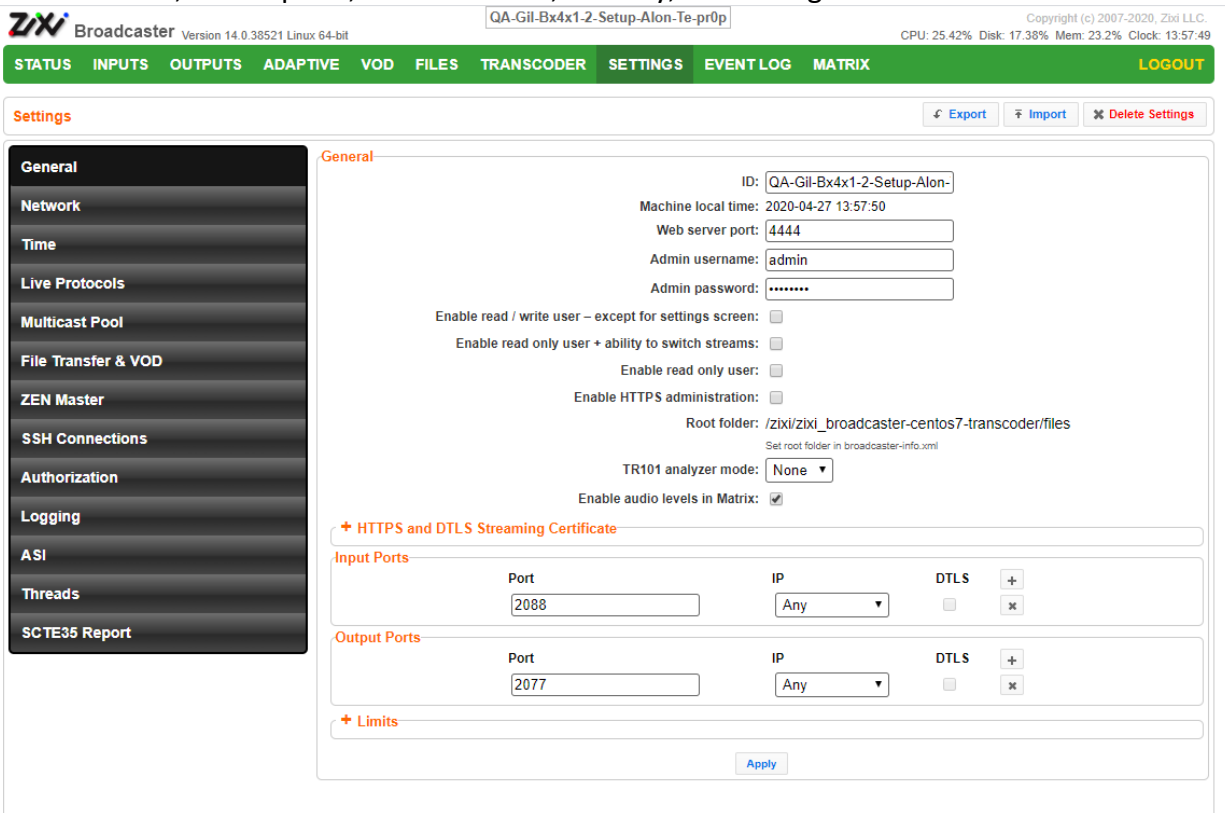 ZiXi Broadcaster Version 14.0.38521 Linux 64-bit
QA-Gil-Bx4x1-2-Setup-Alon-Te-pr0p
Copyright (c) 2007-2020, Zixi LLC.
CPU: 25.42% Disk: 17.38% Mem: 23.2% Clock: 13:57:49
STATUS INPUTS OUTPUTS ADAPTIVE VOD FILES TRANSCODER SETTINGS EVENT LOG MATRIX LOGOUT
Settings
Export Import Delete Settings
General
Network
Time
Live Protocols
Multicast Pool
File Transfer & VOD
ZEN Master
SSH Connections
Authorization
Logging
ASI
Threads
SCTE35 Report
General
ID: QA-Gil-Bx4x1-2-Setup-Alon-
Machine local time: 2020-04-27 13:57:50
Web server port: 4444
Admin username: admin
Admin password: ••••••••
Enable read / write user – except for settings screen:
Enable read only user + ability to switch streams:
Enable read only user:
Enable HTTPS administration:
Root folder: /zixi/zixi_broadcaster-centos7-transcoder/files
Set root folder in broadcaster-info.xml
TR101 analyzer mode: None
Enable audio levels in Matrix:
+ HTTPS and DTLS Streaming Certificate
Input Ports
Port IP DTLS +
2088 Any
Output Ports
Port IP DTLS +
2077 Any
+ Limits
Apply